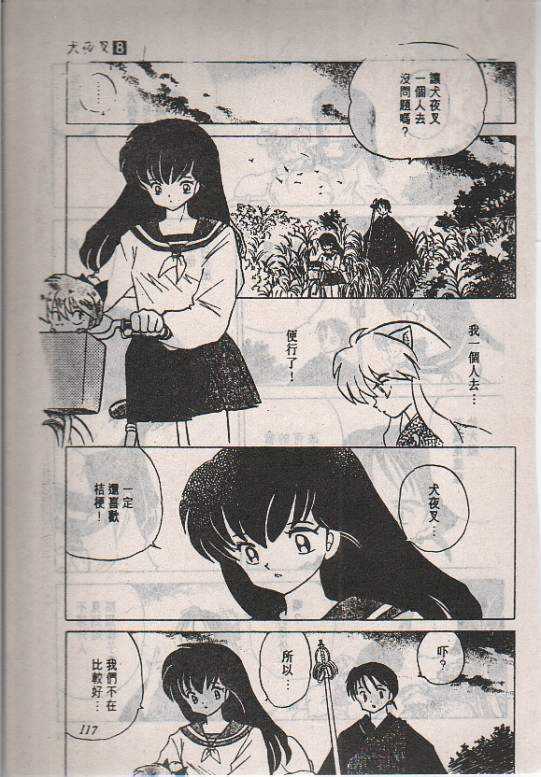 犬夜叉 8
讓犬夜叉
一個人去
沒問題嗎?
……
我一個人去…
便行了!
犬夜叉…
一定
還喜歡
桔梗!
吓?
所以…
我們不在
比較好…
117